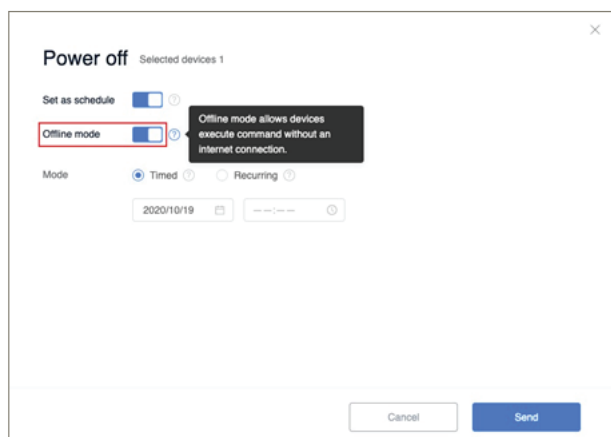 Power off Selected devices 1
Set as schedule
Offline mode
Offline mode allows devices
execute command without an
internet connection.
Mode Timed Recurring
2020/10/19 --:--
Cancel Send